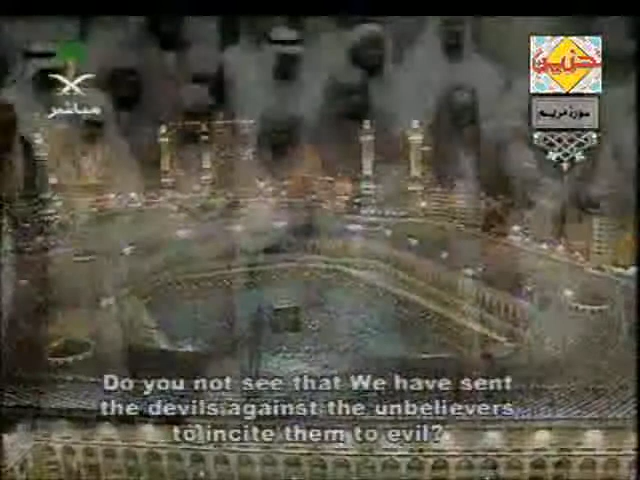 مباشر
سورة مريم
Do you not see that We have sent
the devils against the unbelievers
to incite them to evil?